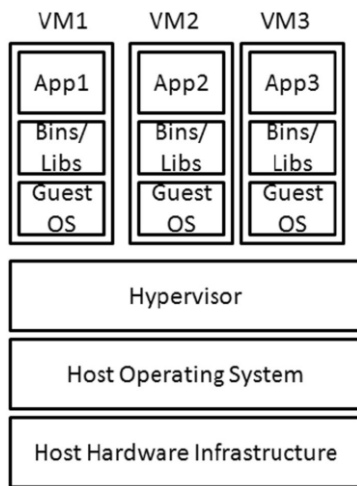 VM1 VM2 VM3
App1 App2 App3
Bins/ Bins/ Bins/
Libs Libs Libs
Guest Guest Guest
OS OS OS
Hypervisor
Host Operating System
Host Hardware Infrastructure